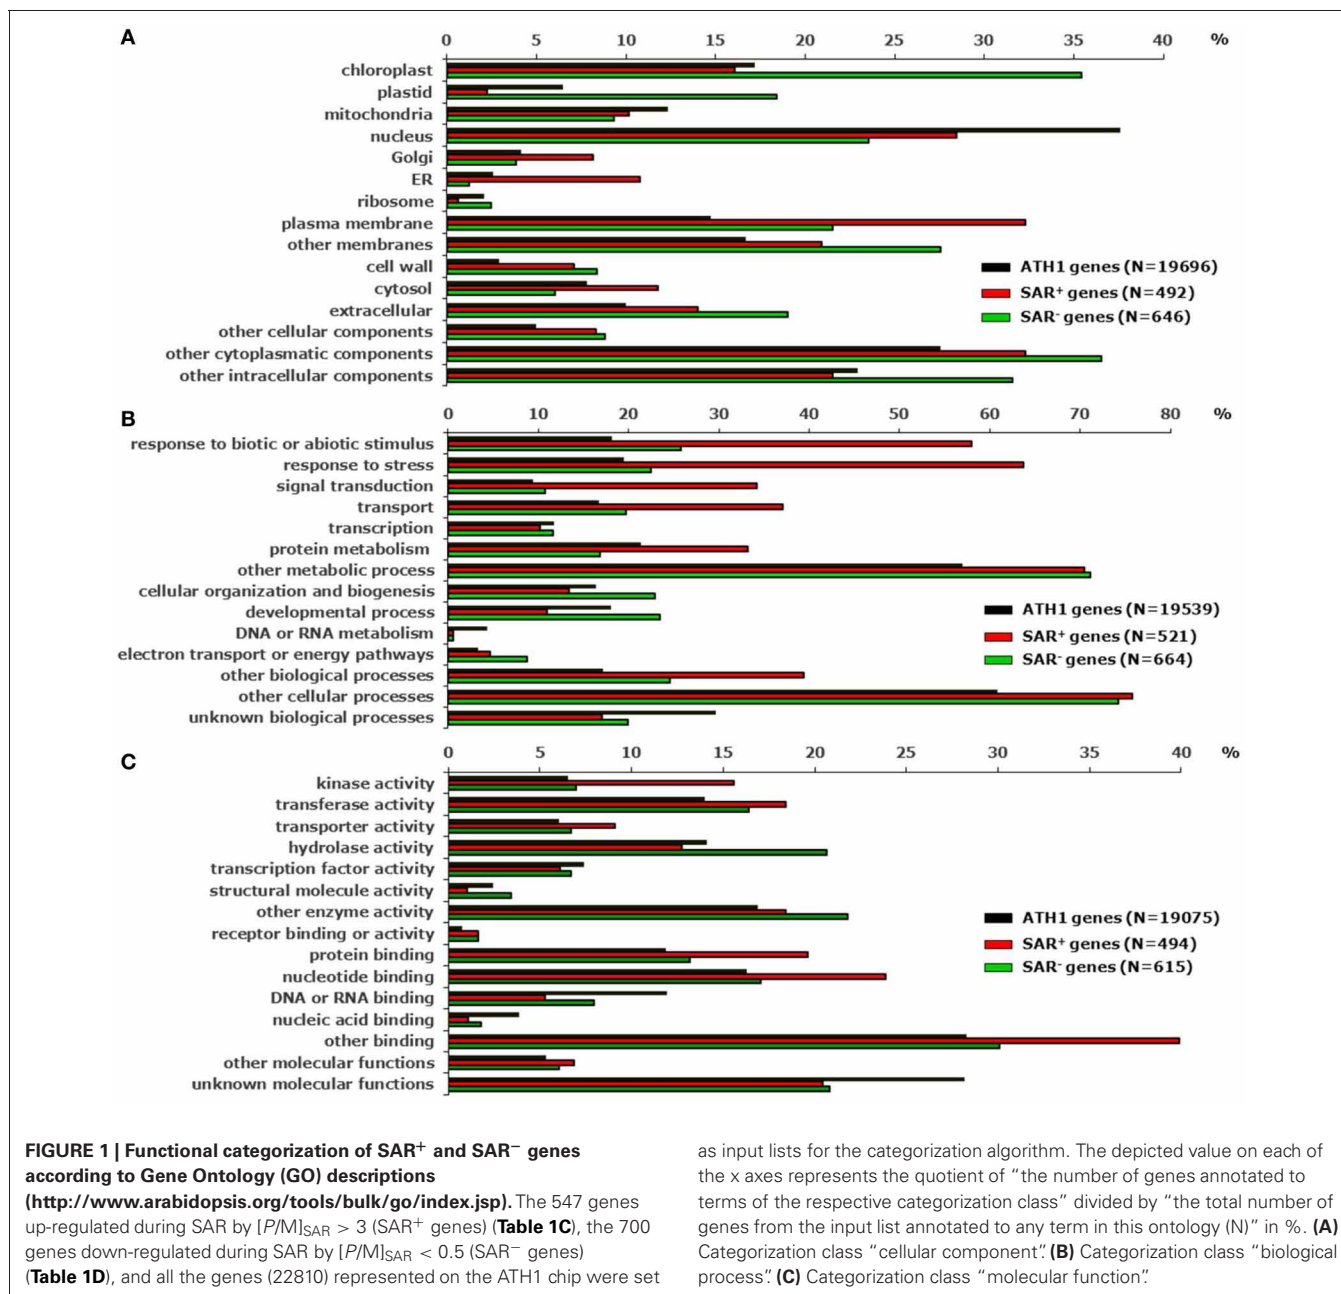 A
0 5 10 15 20 25 30 35 40 %
chloroplast
plastid
mitochondria
nucleus
Golgi
ER
ribosome
plasma membrane
other membranes
cell wall
cytosol
extracellular
other cellular components
other cytoplasmatic components
other intracellular components
ATH1 genes (N=19696)
SAR⁺ genes (N=492)
SAR⁻ genes (N=646)
B
0 10 20 30 40 50 60 70 80 %
response to biotic or abiotic stimulus
response to stress
signal transduction
transport
transcription
protein metabolism
other metabolic process
cellular organization and biogenesis
developmental process
DNA or RNA metabolism
electron transport or energy pathways
other biological processes
other cellular processes
unknown biological processes
ATH1 genes (N=19539)
SAR⁺ genes (N=521)
SAR⁻ genes (N=664)
C
0 5 10 15 20 25 30 35 40 %
kinase activity
transferase activity
transporter activity
hydrolase activity
transcription factor activity
structural molecule activity
other enzyme activity
receptor binding or activity
protein binding
nucleotide binding
DNA or RNA binding
nucleic acid binding
other binding
other molecular functions
unknown molecular functions
ATH1 genes (N=19075)
SAR⁺ genes (N=494)
SAR⁻ genes (N=615)
FIGURE 1 | Functional categorization of SAR⁺ and SAR⁻ genes
according to Gene Ontology (GO) descriptions
(http://www.arabidopsis.org/tools/bulk/go/index.jsp). The 547 genes
up-regulated during SAR by [P/M]SAR > 3 (SAR⁺ genes) (Table 1C), the 700
genes down-regulated during SAR by [P/M]SAR < 0.5 (SAR⁻ genes)
(Table 1D), and all the genes (22810) represented on the ATH1 chip were set
as input lists for the categorization algorithm. The depicted value on each of
the x axes represents the quotient of “the number of genes annotated to
terms of the respective categorization class” divided by “the total number of
genes from the input list annotated to any term in this ontology (N)” in %. (A)
Categorization class “cellular component”. (B) Categorization class “biological
process”. (C) Categorization class “molecular function”.